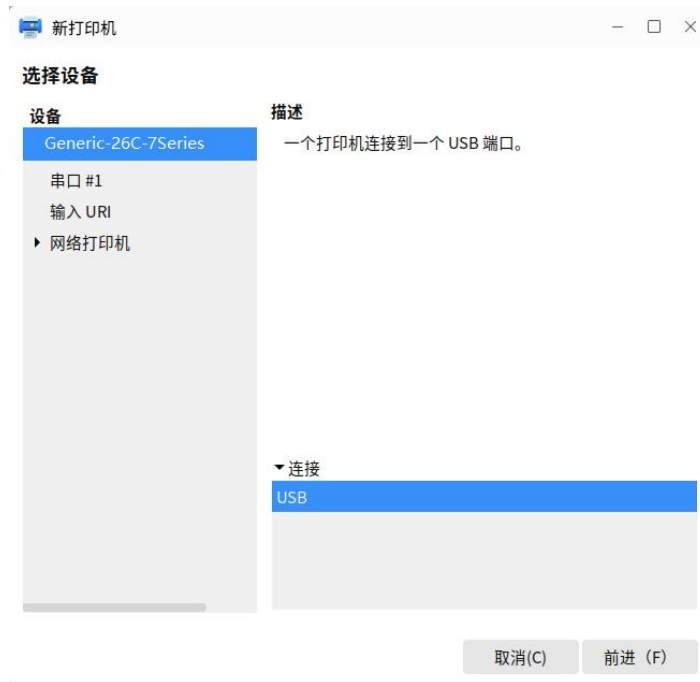 新打印机
选择设备
设备
Generic-26C-7Series
串口 #1
输入 URI
网络打印机
描述
一个打印机连接到一个 USB 端口。
连接
USB
取消(C)
前进（F）